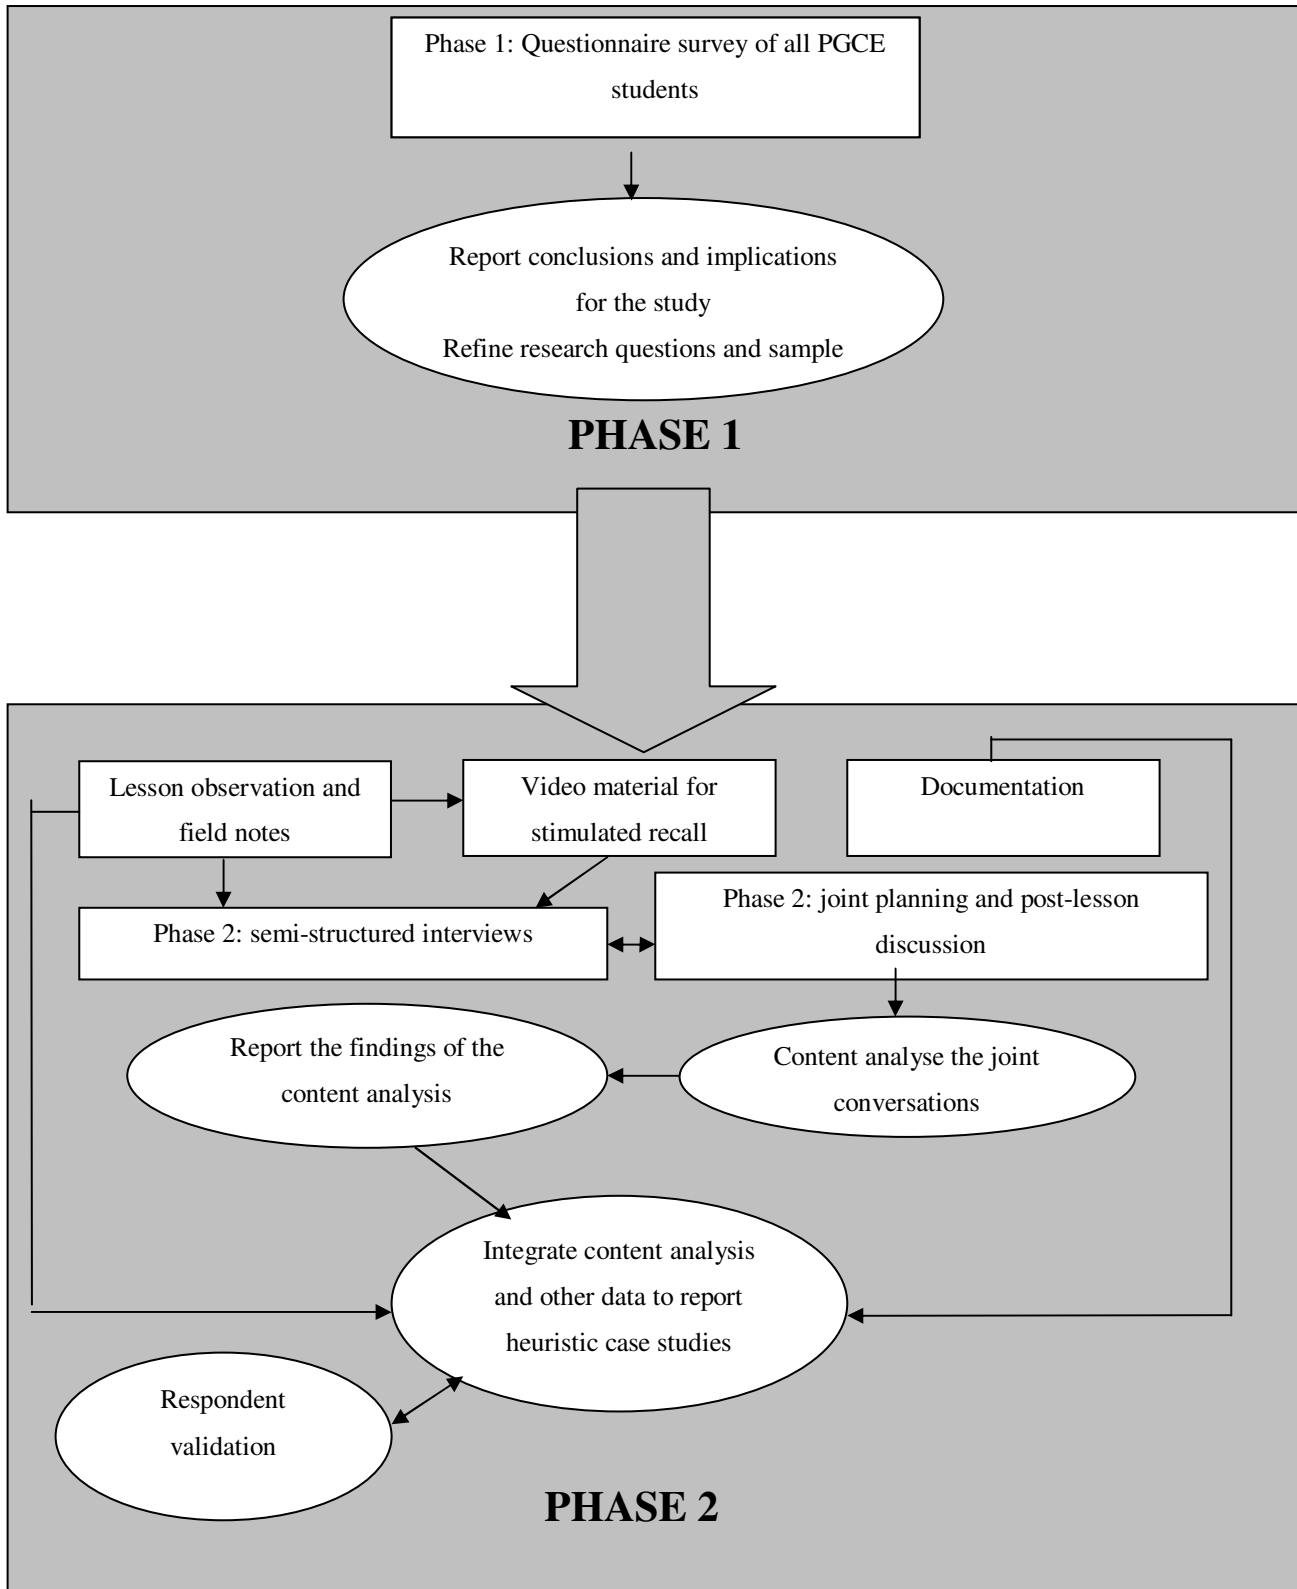 Phase 1: Questionnaire survey of all PGCE
students
Report conclusions and implications
for the study
Refine research questions and sample
PHASE 1
Lesson observation and
field notes
Video material for
stimulated recall
Documentation
Phase 2: semi-structured interviews
Phase 2: joint planning and post-lesson
discussion
Report the findings of the
content analysis
Content analyse the joint
conversations
Integrate content analysis
and other data to report
heuristic case studies
Respondent
validation
PHASE 2